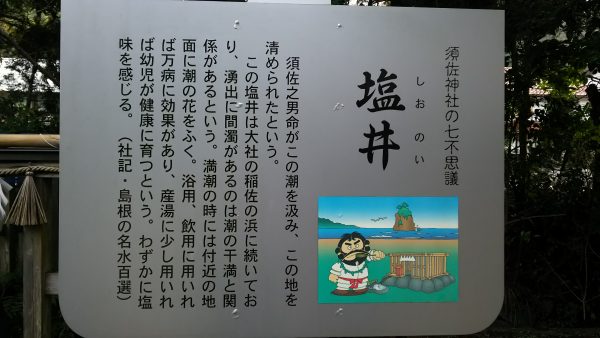 須佐神社の七不思議
しおのい
塩井
須佐之男命がこの潮を汲み、この地を
清められたという。
この塩井は大社の稲佐の浜に続いてお
り、湧出に間濁があるのは潮の干満と関
係があるという。満潮の時には付近の地
面に潮の花をふく。浴用、飲用に用いれ
ば万病に効果があり、産湯に少し用いれ
ば幼児が健康に育つという。わずかに塩
味を感じる。（社記・島根の名水百選）